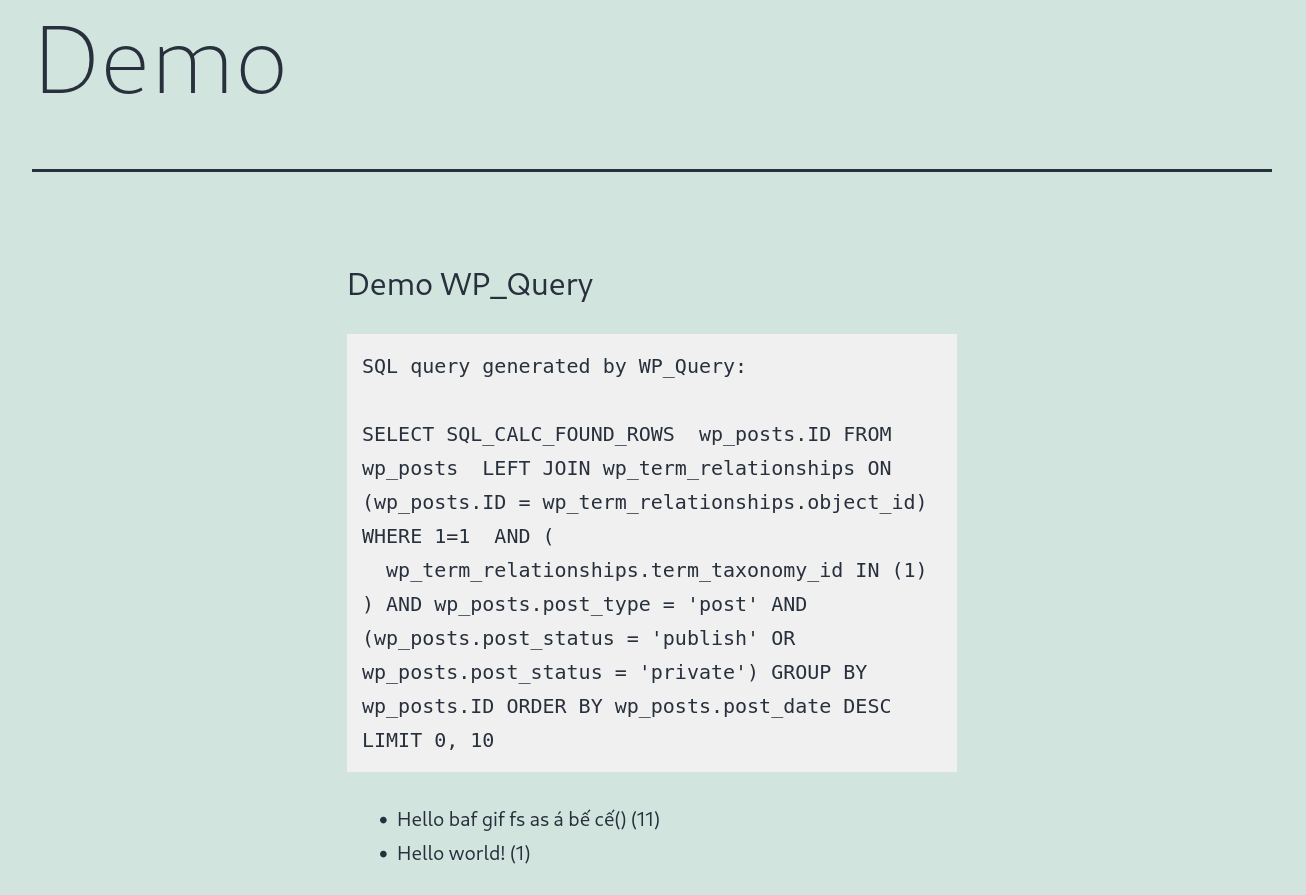 Demo
Demo WP_Query
SQL query generated by WP_Query:
SELECT SQL_CALC_FOUND_ROWS  wp_posts.ID FROM
wp_posts  LEFT JOIN wp_term_relationships ON
(wp_posts.ID = wp_term_relationships.object_id)
WHERE 1=1  AND (
  wp_term_relationships.term_taxonomy_id IN (1)
) AND wp_posts.post_type = 'post' AND
(wp_posts.post_status = 'publish' OR
wp_posts.post_status = 'private') GROUP BY
wp_posts.ID ORDER BY wp_posts.post_date DESC
LIMIT 0, 10
• Hello baf gif fs as á bế cế() (11)
• Hello world! (1)